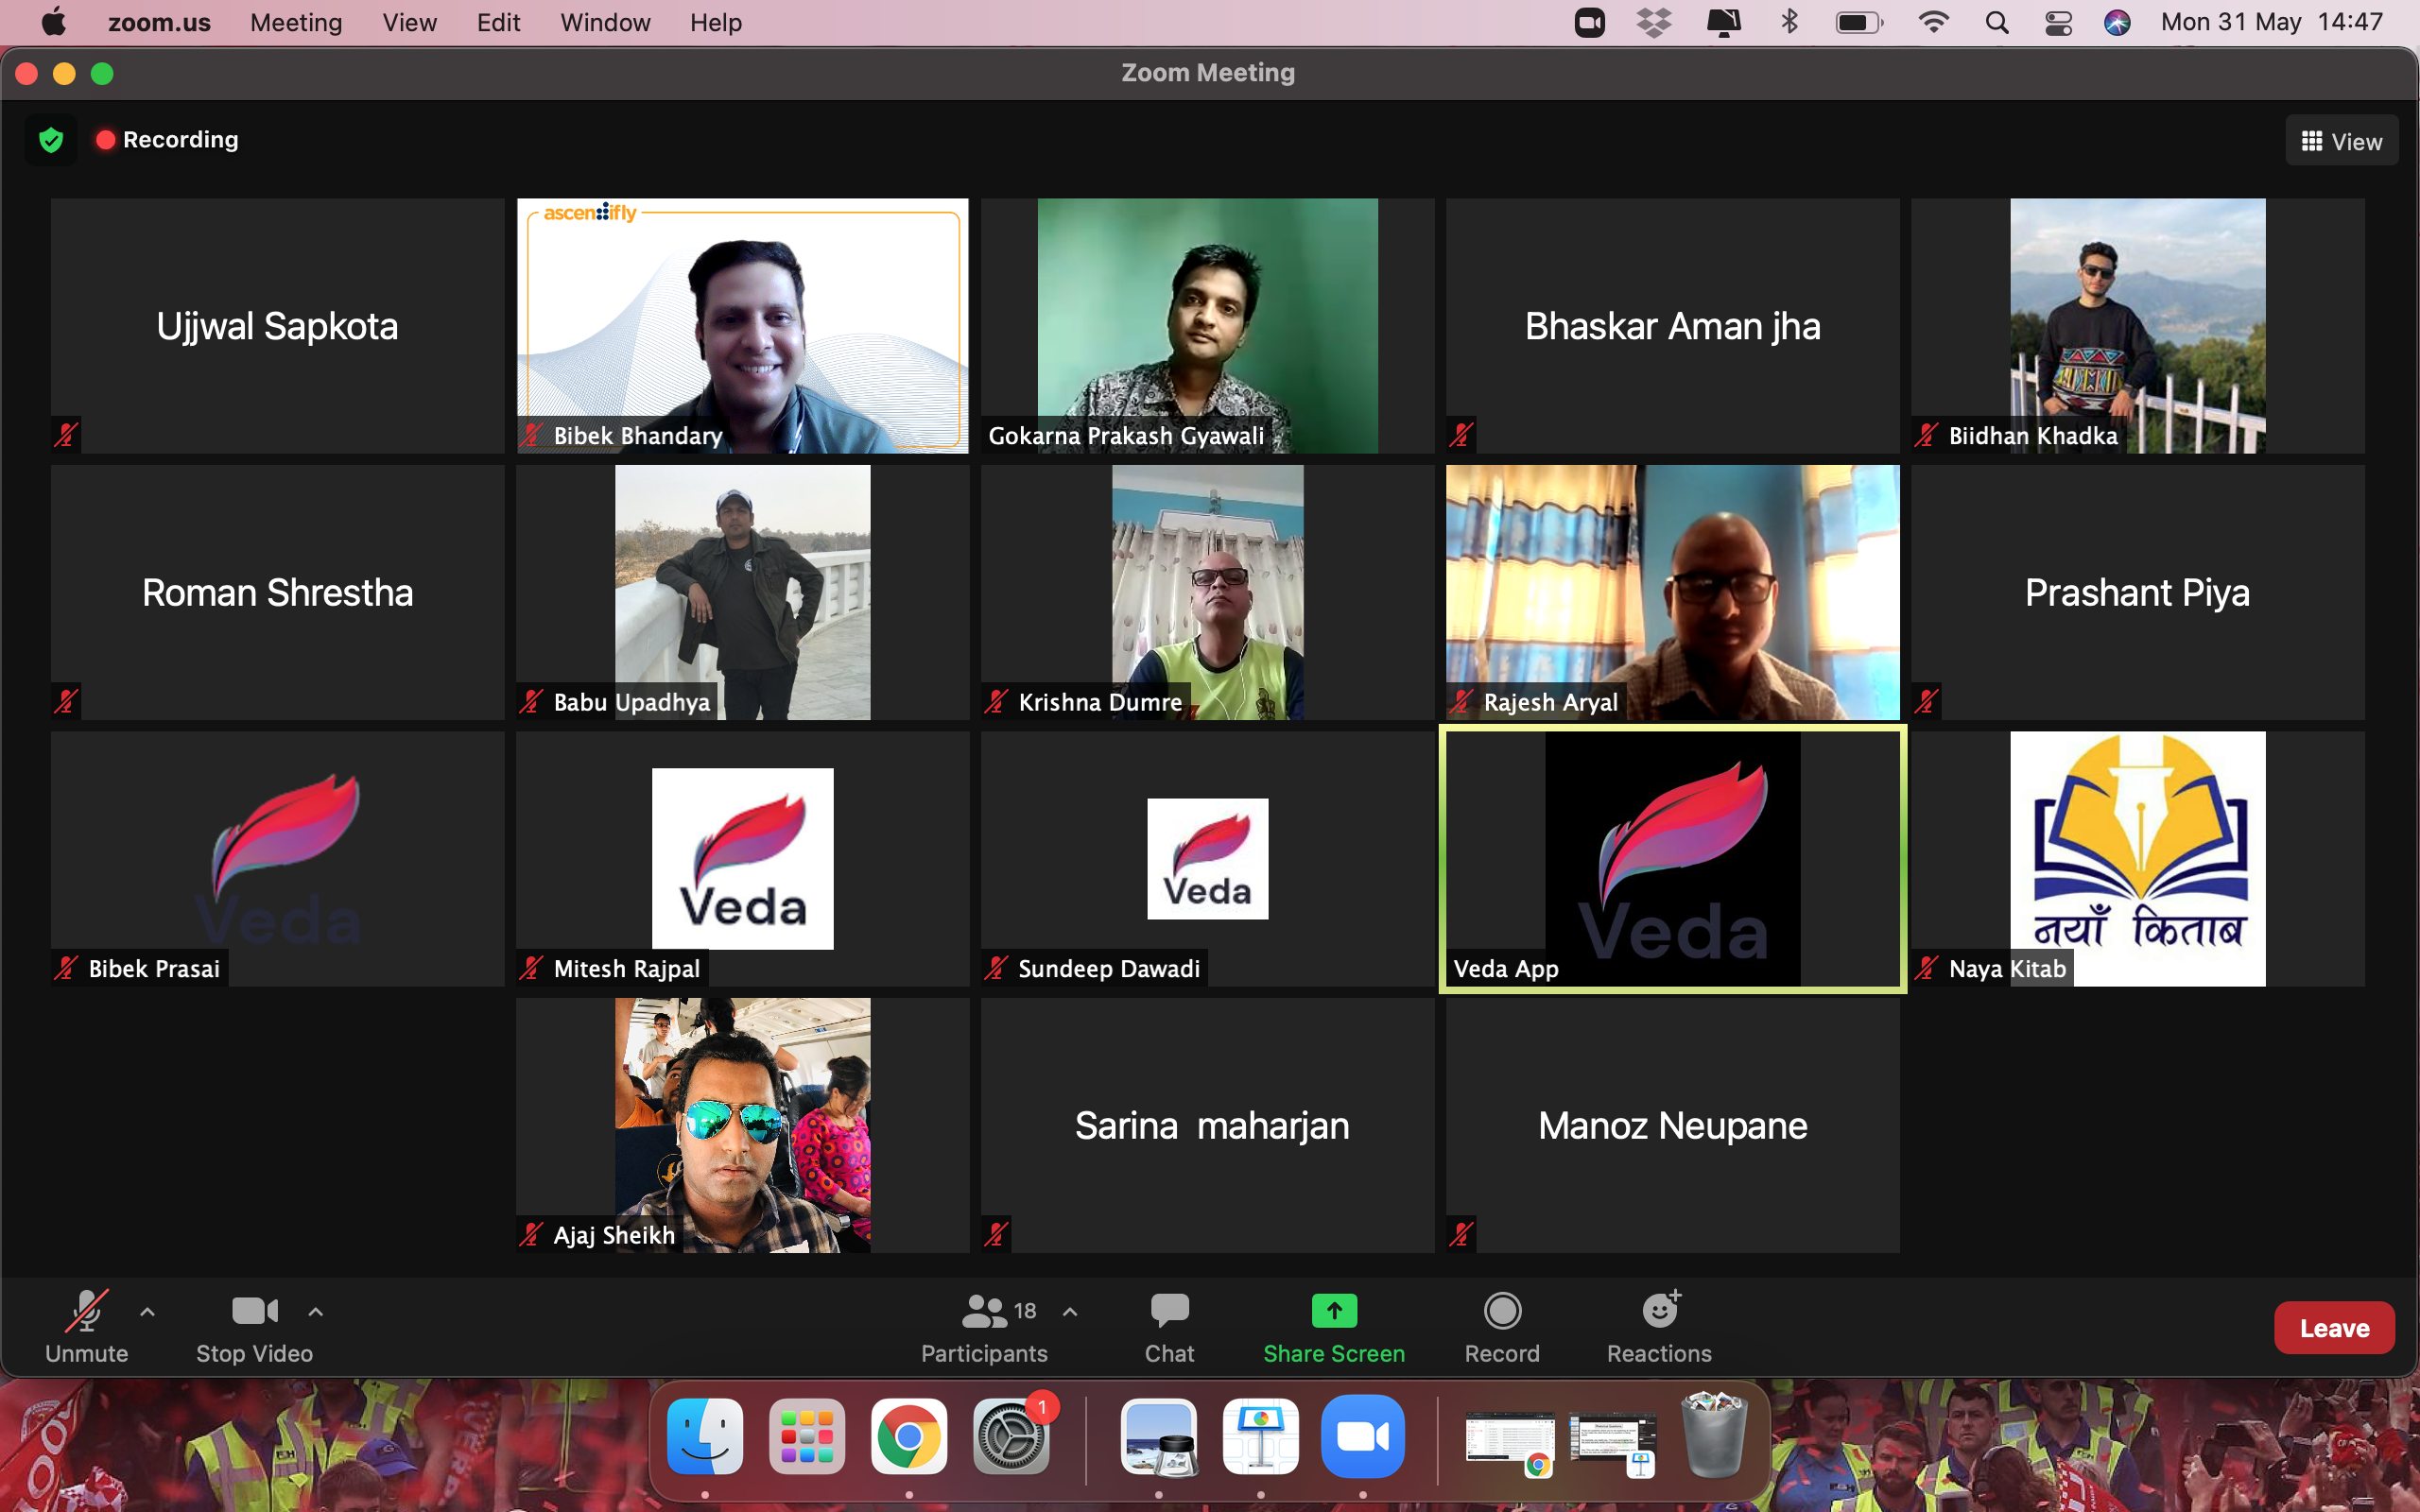 zoom.us Meeting View Edit Window Help Mon 31 May 14:47
Zoom Meeting
Recording
View
ascendifly
Ujjwal Sapkota
Bibek Bhandary
Gokarna Prakash Gyawali
Bhaskar Aman jha
Biidhan Khadka
Roman Shrestha
Babu Upadhya
Krishna Dumre
Rajesh Aryal
Prashant Piya
Veda
Bibek Prasai
Veda
Mitesh Rajpal
Veda
Sundeep Dawadi
Veda
Veda App
नयाँ किताब
Naya Kitab
Ajaj Sheikh
Sarina maharjan
Manoz Neupane
Unmute
Stop Video
18
Participants
Chat
Share Screen
Record
Reactions
Leave
1